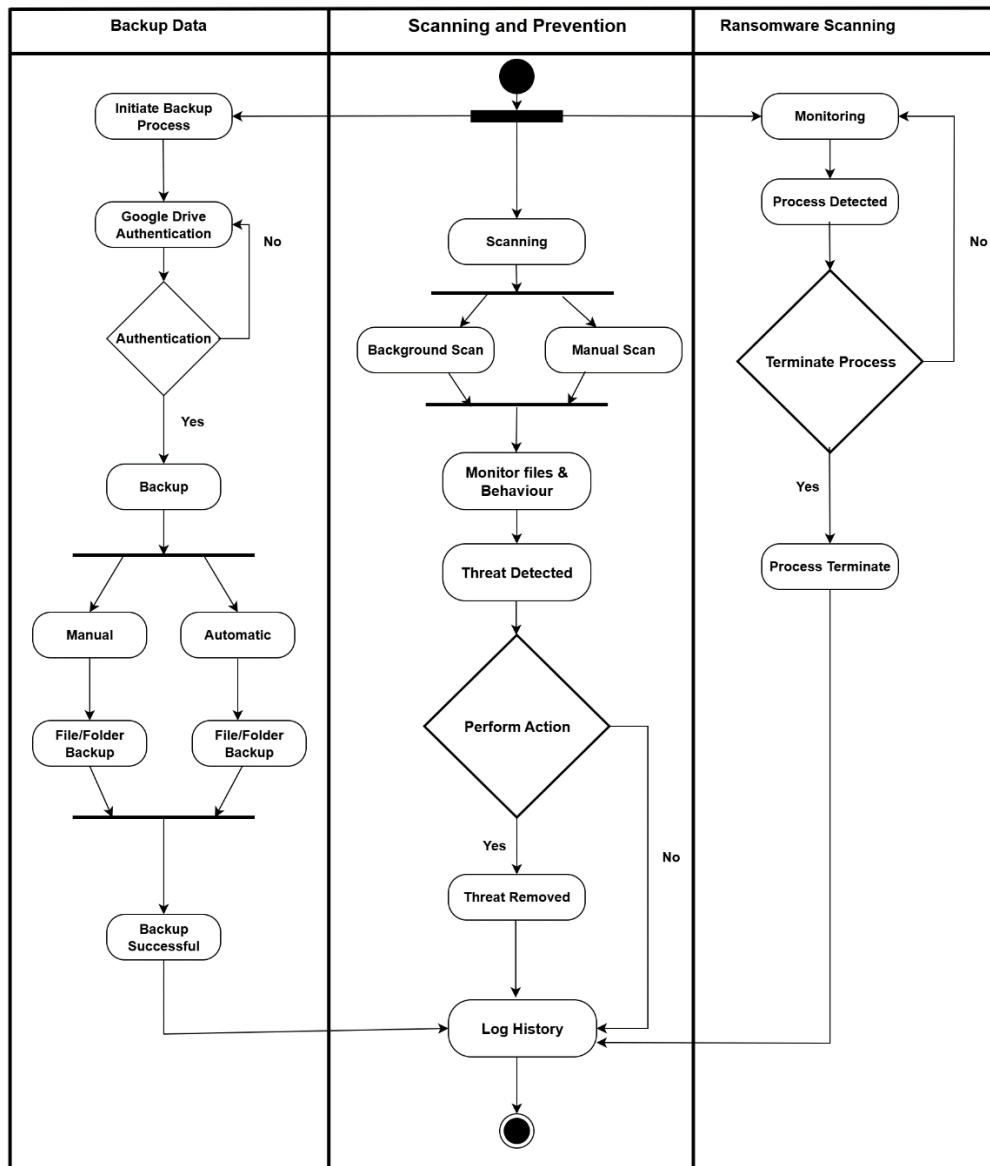 Backup Data
Scanning and Prevention
Ransomware Scanning
Initiate Backup
Process
Google Drive
Authentication
No
Authentication
Yes
Backup
Manual
Automatic
File/Folder
Backup
File/Folder
Backup
Backup
Successful
Scanning
Background Scan
Manual Scan
Monitor files &
Behaviour
Threat Detected
Perform Action
Yes
No
Threat Removed
Log History
Monitoring
Process Detected
No
Terminate Process
Yes
Process Terminate